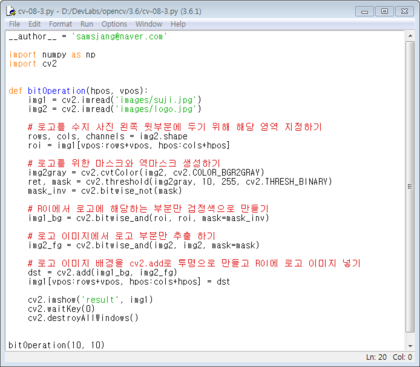 cv-08-3.py - D:/DevLabs/opencv/3.6/cv-08-3.py (3.6.1)
File Edit Format Run Options Window Help
__author__ = 'samsjang@naver.com'
import numpy as np
import cv2
def bitOperation(hpos, vpos):
img1 = cv2.imread('images/suji.jpg')
img2 = cv2.imread('images/logo.jpg')
# 로고를 수지 사진 왼쪽 윗부분에 두기 위해 해당 영역 지정하기
rows, cols, channels = img2.shape
roi = img1[vpos:rows+vpos, hpos:cols+hpos]
# 로고를 위한 마스크와 역마스크 생성하기
img2gray = cv2.cvtColor(img2, cv2.COLOR_BGR2GRAY)
ret, mask = cv2.threshold(img2gray, 10, 255, cv2.THRESH_BINARY)
mask_inv = cv2.bitwise_not(mask)
# ROI에서 로고에 해당하는 부분만 검정색으로 만들기
img1_bg = cv2.bitwise_and(roi, roi, mask=mask_inv)
# 로고 이미지에서 로고 부분만 추출 하기
img2_fg = cv2.bitwise_and(img2, img2, mask=mask)
# 로고 이미지 배경을 cv2.add로 투명으로 만들고 ROI에 로고 이미지 넣기
dst = cv2.add(img1_bg, img2_fg)
img1[vpos:rows+vpos, hpos:cols+hpos] = dst
cv2.imshow('result', img1)
cv2.waitKey(0)
cv2.destroyAllWindows()
bitOperation(10, 10)
Ln: 20 Col: 0